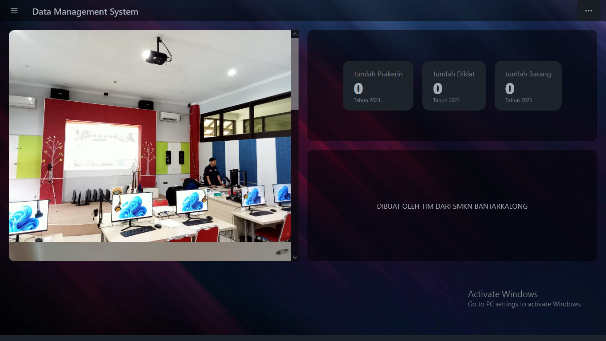 Data Management System
Jumlah Prakerin
0
Tahun 2023
Jumlah Diklat
0
Tahun 2023
Jumlah Barang
0
Tahun 2023
DIBUAT OLEH TIM DARI SMKN BANTARKALONG
Activate Windows
Go to PC settings to activate Windows.